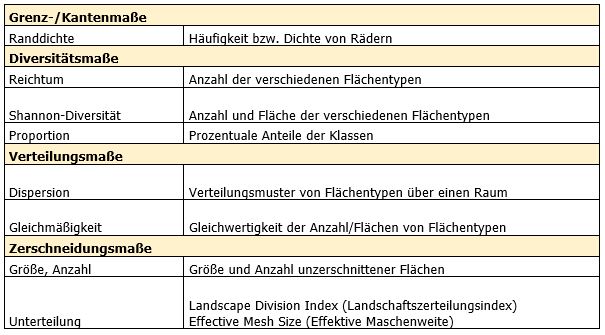 Grenz-/Kantenmaße
Randdichte Häufigkeit bzw. Dichte von Rädern
Diversitätsmaße
Reichtum Anzahl der verschiedenen Flächentypen
Shannon-Diversität Anzahl und Fläche der verschiedenen Flächentypen
Proportion Prozentuale Anteile der Klassen
Verteilungsmaße
Dispersion Verteilungsmuster von Flächentypen über einen Raum
Gleichmäßigkeit Gleichwertigkeit der Anzahl/Flächen von Flächentypen
Zerschneidungsmaße
Größe, Anzahl Größe und Anzahl unzerschnittener Flächen
Landscape Division Index (Landschaftszerteilungsindex)
Unterteilung Effective Mesh Size (Effektive Maschenweite)